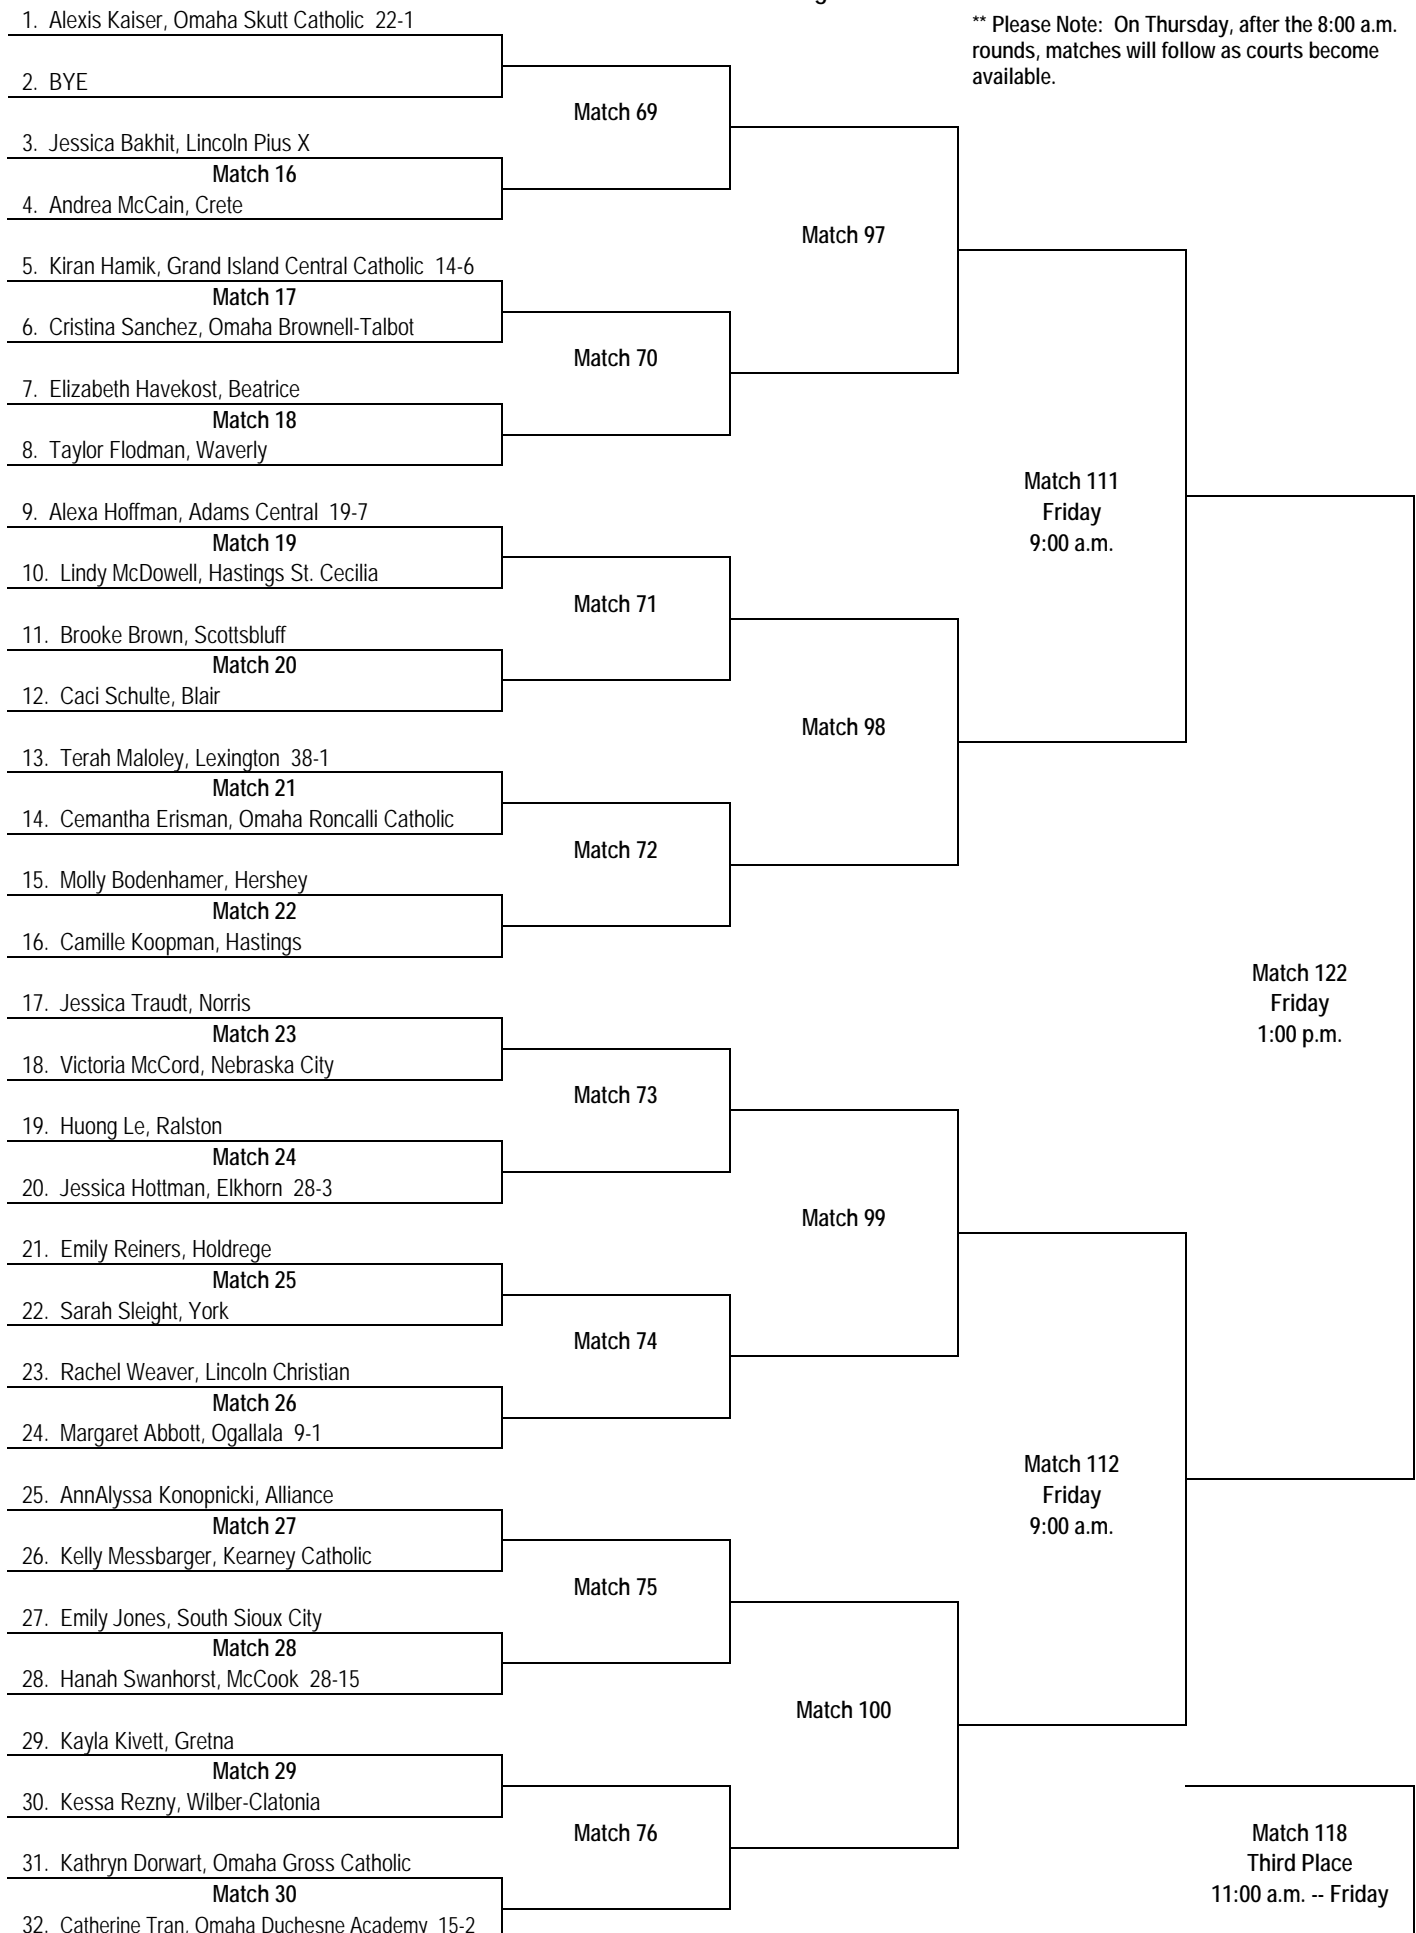 1. Alexis Kaiser, Omaha Skutt Catholic 22-1
** Please Note: On Thursday, after the 8:00 a.m.
rounds, matches will follow as courts become
available.
2. BYE
Match 69
3. Jessica Bakhit, Lincoln Pius X
Match 16
4. Andrea McCain, Crete
Match 97
5. Kiran Hamik, Grand Island Central Catholic 14-6
Match 17
6. Cristina Sanchez, Omaha Brownell-Talbot
Match 70
7. Elizabeth Havekost, Beatrice
Match 18
8. Taylor Flodman, Waverly
Match 111
Friday
9:00 a.m.
9. Alexa Hoffman, Adams Central 19-7
Match 19
10. Lindy McDowell, Hastings St. Cecilia
Match 71
11. Brooke Brown, Scottsbluff
Match 20
12. Caci Schulte, Blair
Match 98
13. Terah Maloley, Lexington 38-1
Match 21
14. Cemantha Erisman, Omaha Roncalli Catholic
Match 72
15. Molly Bodenhamer, Hershey
Match 22
16. Camille Koopman, Hastings
Match 122
Friday
1:00 p.m.
17. Jessica Traudt, Norris
Match 23
18. Victoria McCord, Nebraska City
Match 73
19. Huong Le, Ralston
Match 24
20. Jessica Hottman, Elkhorn 28-3
Match 99
21. Emily Reiners, Holdrege
Match 25
22. Sarah Sleight, York
Match 74
23. Rachel Weaver, Lincoln Christian
Match 26
24. Margaret Abbott, Ogallala 9-1
Match 112
Friday
9:00 a.m.
25. AnnAlyssa Konopnicki, Alliance
Match 27
26. Kelly Messbarger, Kearney Catholic
Match 75
27. Emily Jones, South Sioux City
Match 28
28. Hanah Swanhorst, McCook 28-15
Match 100
29. Kayla Kivett, Gretna
Match 29
30. Kessa Rezny, Wilber-Clatonia
Match 76
Match 118
Third Place
11:00 a.m. -- Friday
31. Kathryn Dorwart, Omaha Gross Catholic
Match 30
32. Catherine Tran, Omaha Duchesne Academy 15-2